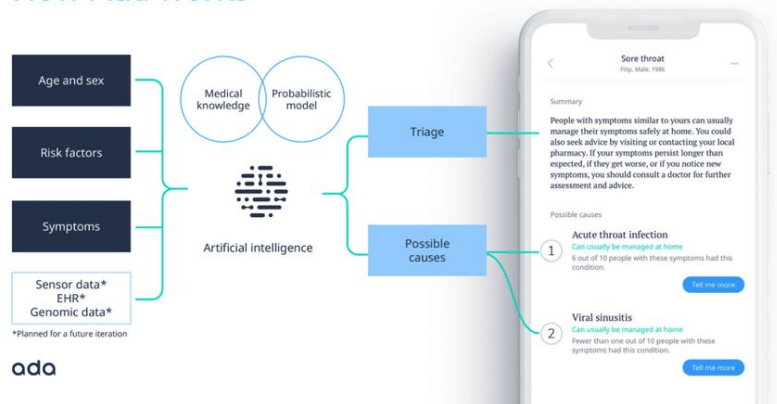 How Ada works
Age and sex
Risk factors
Symptoms
Sensor data*
EHR*
Genomic data*
*Planned for a future iteration
ada
Medical
knowledge
Probabilistic
model
Artificial intelligence
Triage
Possible
causes
Sore throat
Filip, Male, 1986
Summary
People with symptoms similar to yours can usually
manage their symptoms safely at home. You could
also seek advice by visiting or contacting your local
pharmacy. If your symptoms persist longer than
expected, if they get worse, or if you notice new
symptoms, you should consult a doctor for further
assessment and advice.
Possible causes
1
Acute throat infection
Can usually be managed at home
6 out of 10 people with these symptoms had this
condition.
Tell me more
2
Viral sinusitis
Can usually be managed at home
Fewer than one out of 10 people with these
symptoms had this condition.
Tell me more